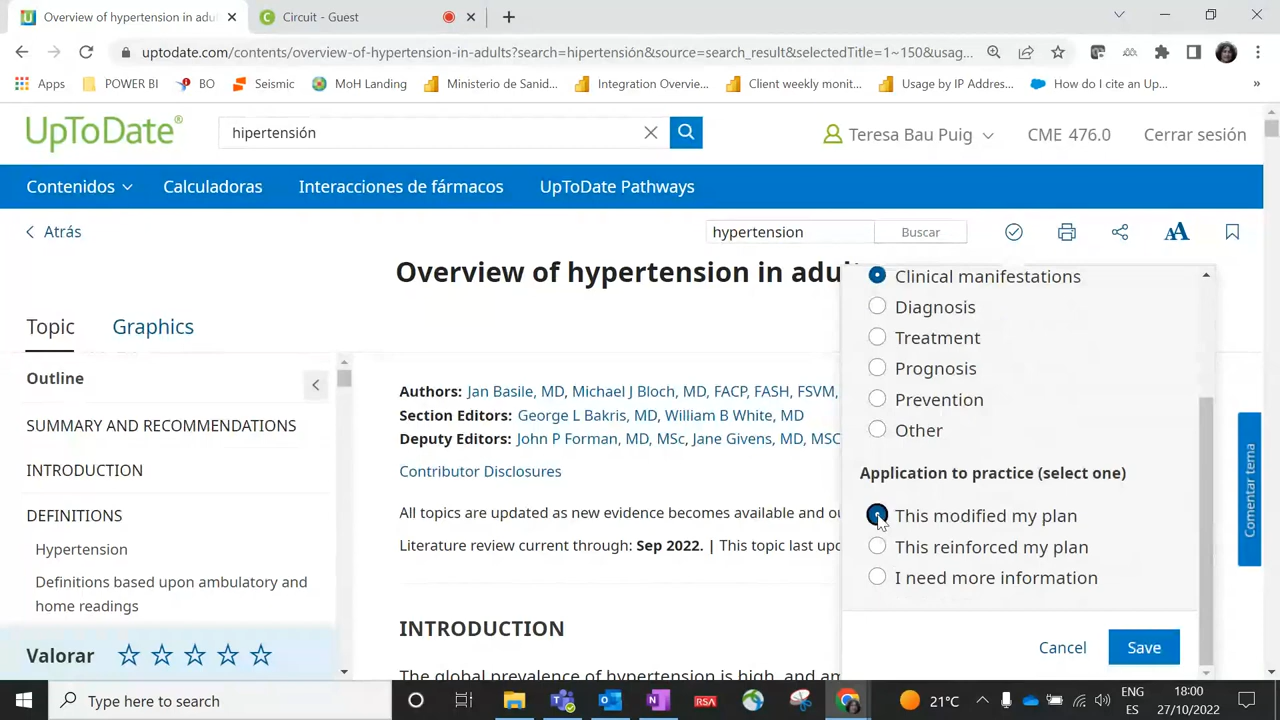 Overview of hypertension in adu
Circuit - Guest
uptodate.com/contents/overview-of-hypertension-in-adults?search=hipertensión&source=search_result&selectedTitle=1~150&usag...
Apps
POWER BI
BO
Seismic
MoH Landing
Ministerio de Sanid...
Integration Overvie...
Client weekly monit...
Usage by IP Addres...
How do I cite an Up...
UpToDate®
hipertensión
Teresa Bau Puig
CME 476.0
Cerrar sesión
Contenidos
Calculadoras
Interacciones de fármacos
UpToDate Pathways
Atrás
hypertension
Buscar
Overview of hypertension in adu
Topic
Graphics
Outline
SUMMARY AND RECOMMENDATIONS
INTRODUCTION
DEFINITIONS
Hypertension
Definitions based upon ambulatory and
home readings
Valorar
Authors: Jan Basile, MD, Michael J Bloch, MD, FACP, FASH, FSVM,
Section Editors: George L Bakris, MD, William B White, MD
Deputy Editors: John P Forman, MD, MSc, Jane Givens, MD, MSC
Contributor Disclosures
All topics are updated as new evidence becomes available and ou
Literature review current through: Sep 2022. | This topic last upd
INTRODUCTION
The global prevalence of hypertension is high, and am
Clinical manifestations
Diagnosis
Treatment
Prognosis
Prevention
Other
Application to practice (select one)
This modified my plan
This reinforced my plan
I need more information
Cancel
Save
Comentar tema
Type here to search
RSA
21°C
ENG
ES
18:00
27/10/2022